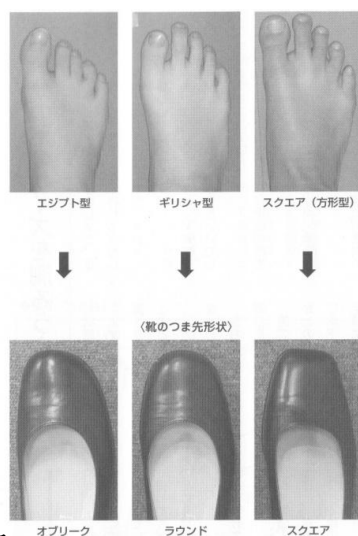 エジプト型
ギリシャ型
スクエア（方形型）
〈靴のつま先形状〉
オブリーク
ラウンド
スクエア